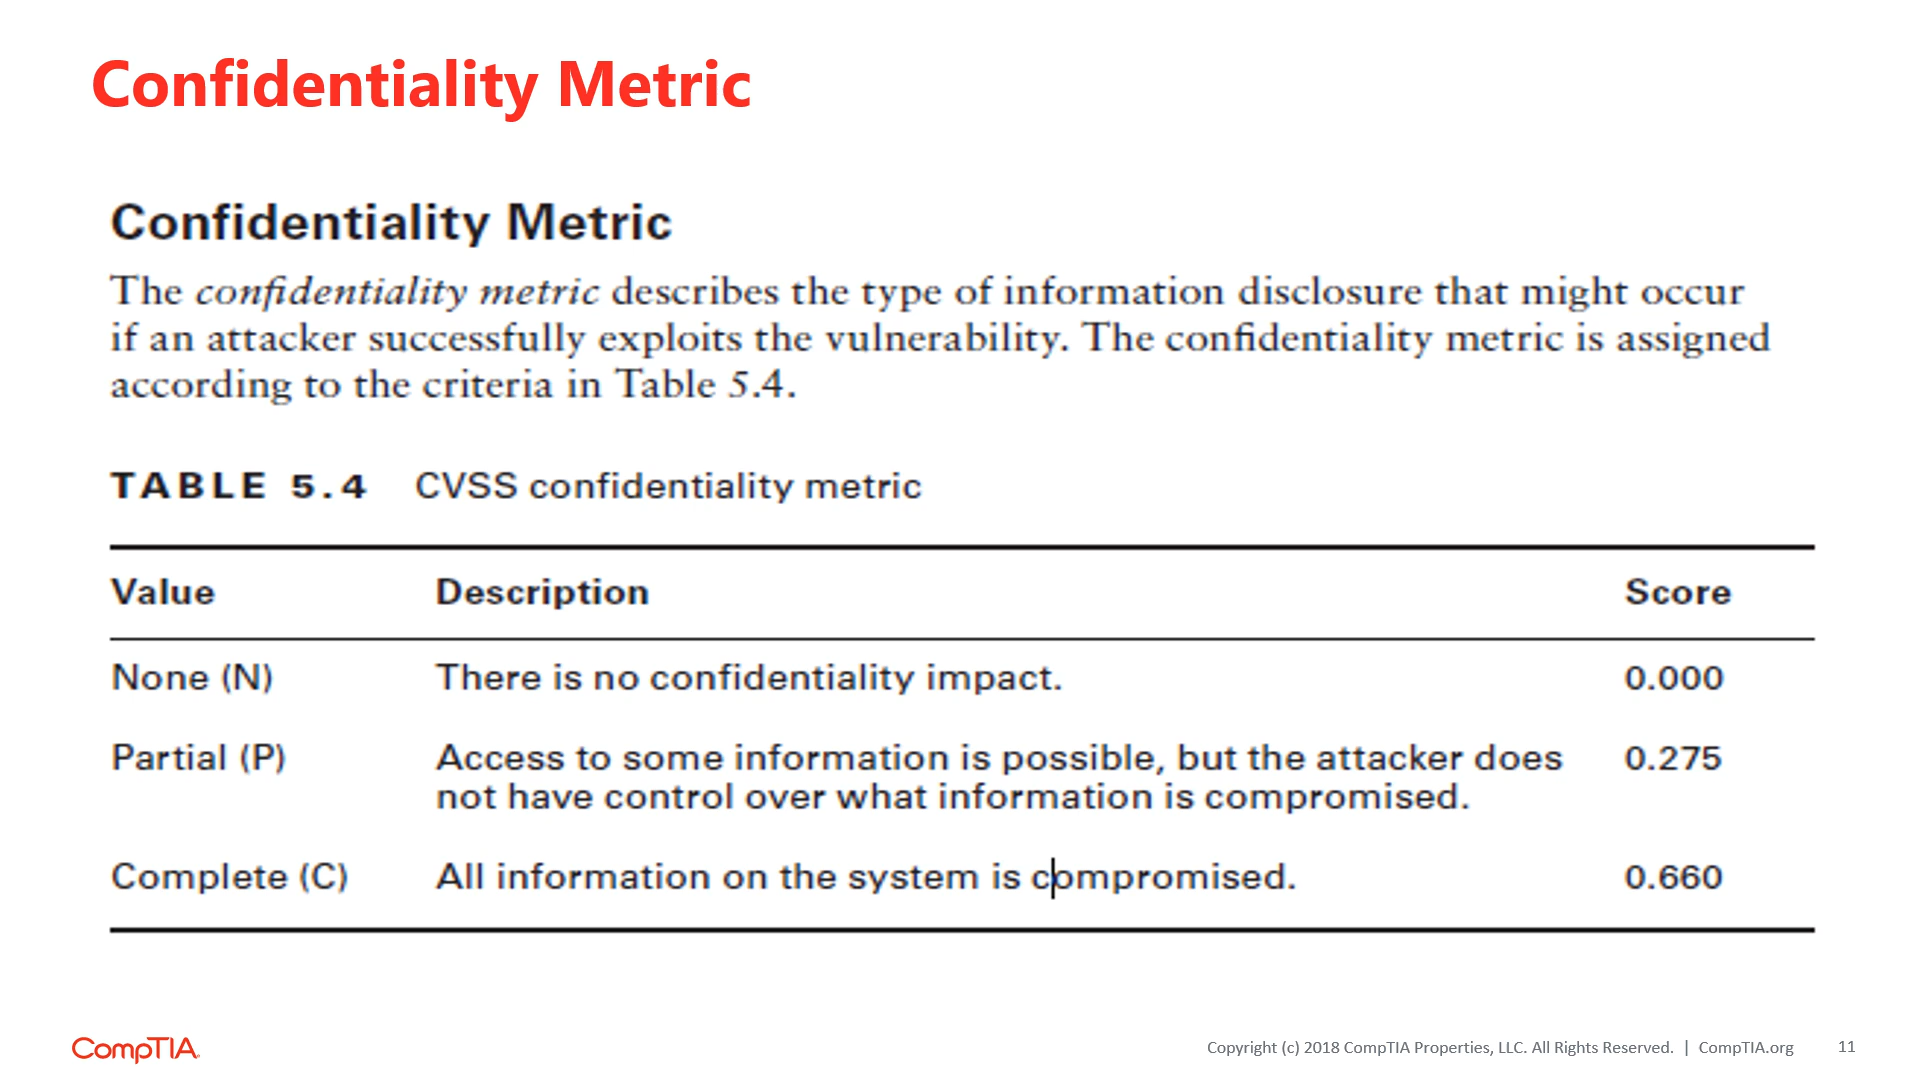 Confidentiality Metric
Confidentiality Metric
The confidentiality metric describes the type of information disclosure that might occur
if an attacker successfully exploits the vulnerability. The confidentiality metric is assigned
according to the criteria in Table 5.4.
TABLE 5.4 CVSS confidentiality metric
Value Description Score
None (N) There is no confidentiality impact. 0.000
Partial (P) Access to some information is possible, but the attacker does 0.275
not have control over what information is compromised.
Complete (C) All information on the system is compromised. 0.660
CompTIA. Copyright (c) 2018 CompTIA Properties, LLC. All Rights Reserved. | CompTIA.org 11